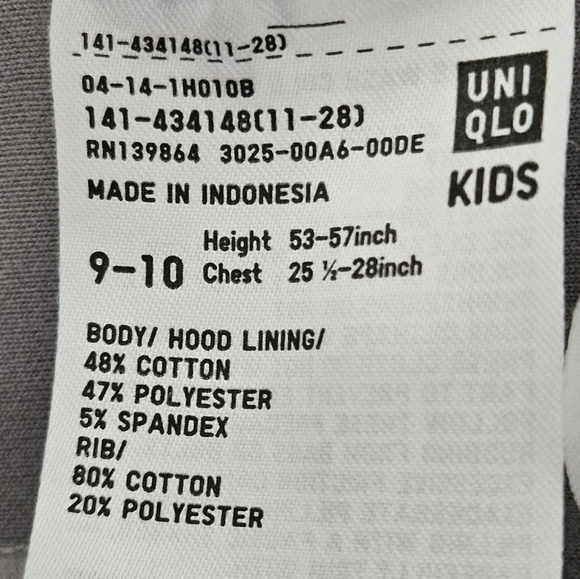 141-434148(11-28)
04-14-1H010B
141-434148(11-28)
RN139864 3025-00A6-00DE
MADE IN INDONESIA
UNI
QLO
KIDS
9-10
Height 53-57inch
Chest 25 ½-28inch
BODY/ HOOD LINING/
48% COTTON
47% POLYESTER
5% SPANDEX
RIB/
80% COTTON
20% POLYESTER